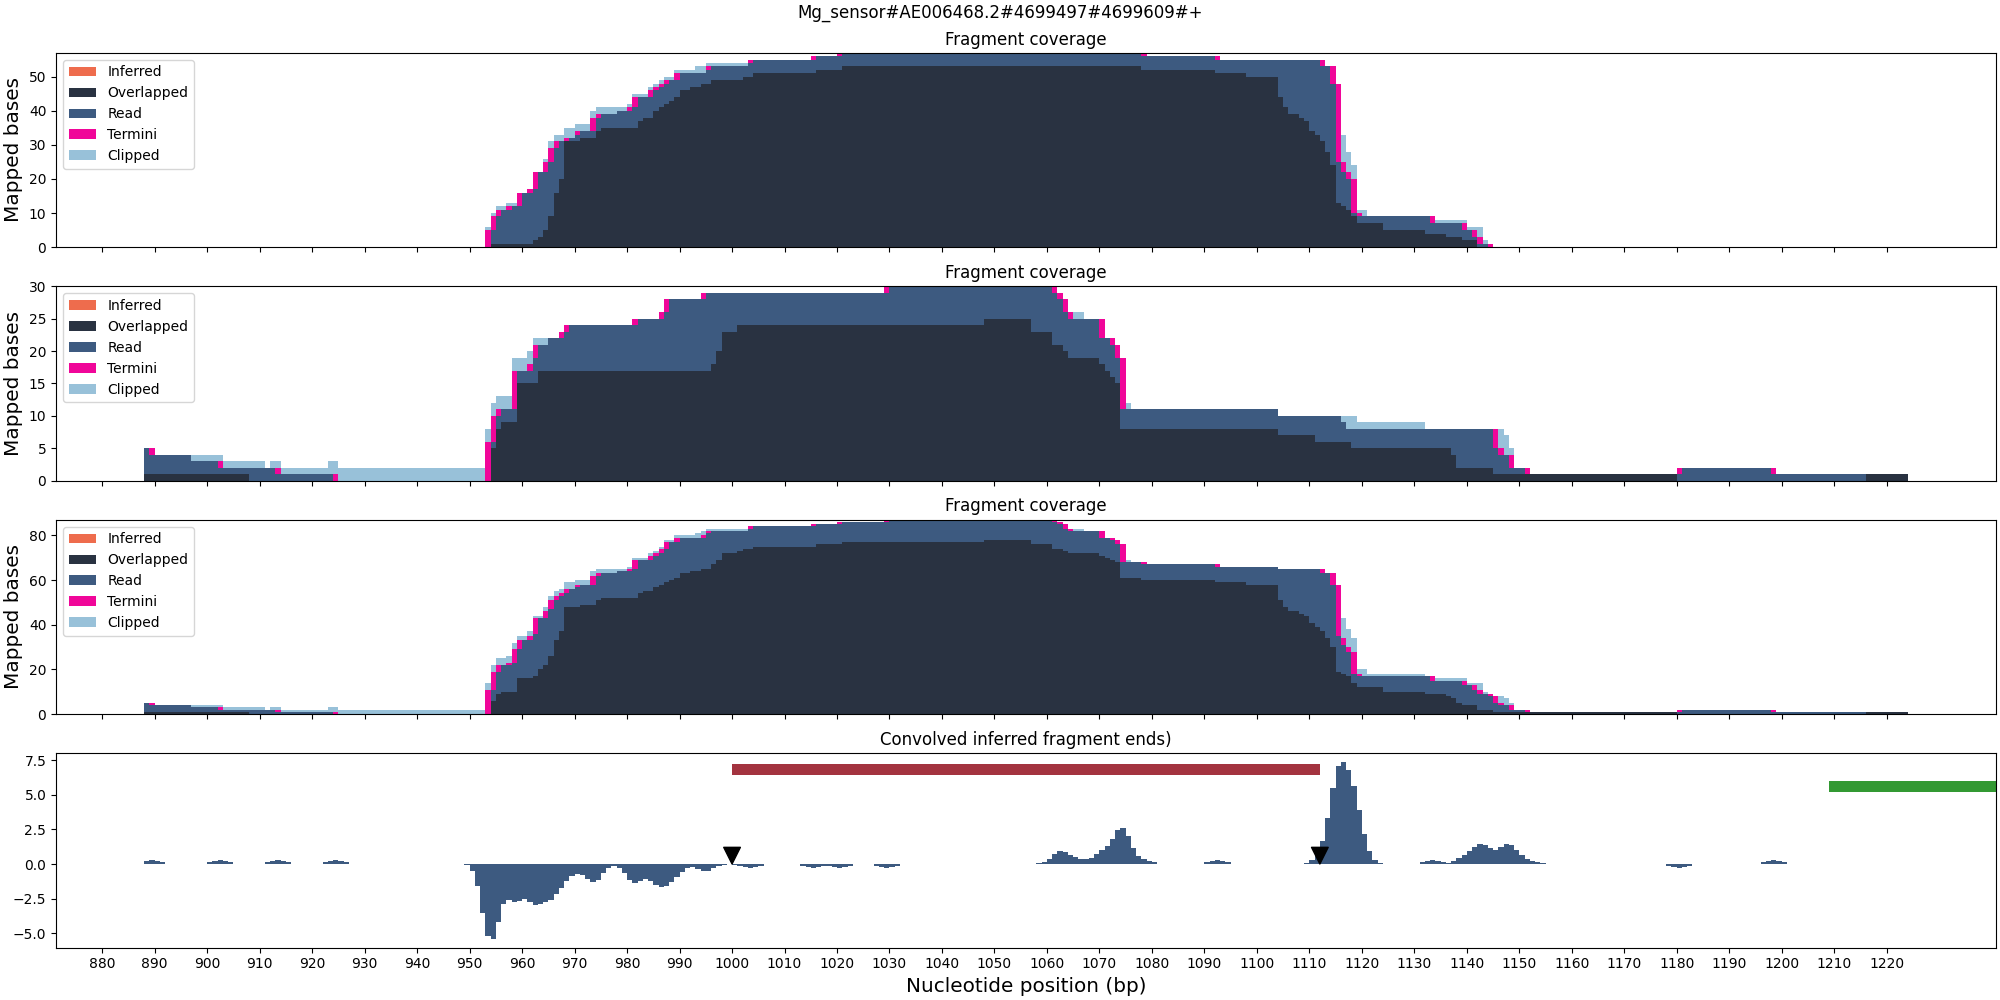 Mg_sensor#AE006468.2#4699497#4699609#+
Fragment coverage
Mapped bases
50
40
30
20
10
0
Inferred
Overlapped
Read
Termini
Clipped
Fragment coverage
Mapped bases
30
25
20
15
10
5
0
Inferred
Overlapped
Read
Termini
Clipped
Fragment coverage
Mapped bases
80
60
40
20
0
Inferred
Overlapped
Read
Termini
Clipped
Convolved inferred fragment ends)
7.5
5.0
2.5
0.0
−2.5
−5.0
880 890 900 910 920 930 940 950 960 970 980 990 1000 1010 1020 1030 1040 1050 1060 1070 1080 1090 1100 1110 1120 1130 1140 1150 1160 1170 1180 1190 1200 1210 1220
Nucleotide position (bp)